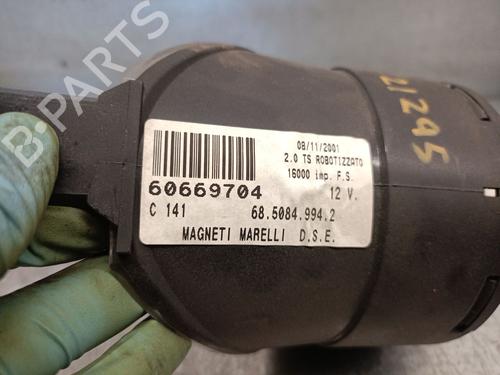 B-PARTS
21295
08/11/2001
2.0 TS ROBOTIZZATO
16000 imp. F.S.
60669704 12 V.
C 141 68.5084.994.2
MAGNETI MARELLI D.S.E.